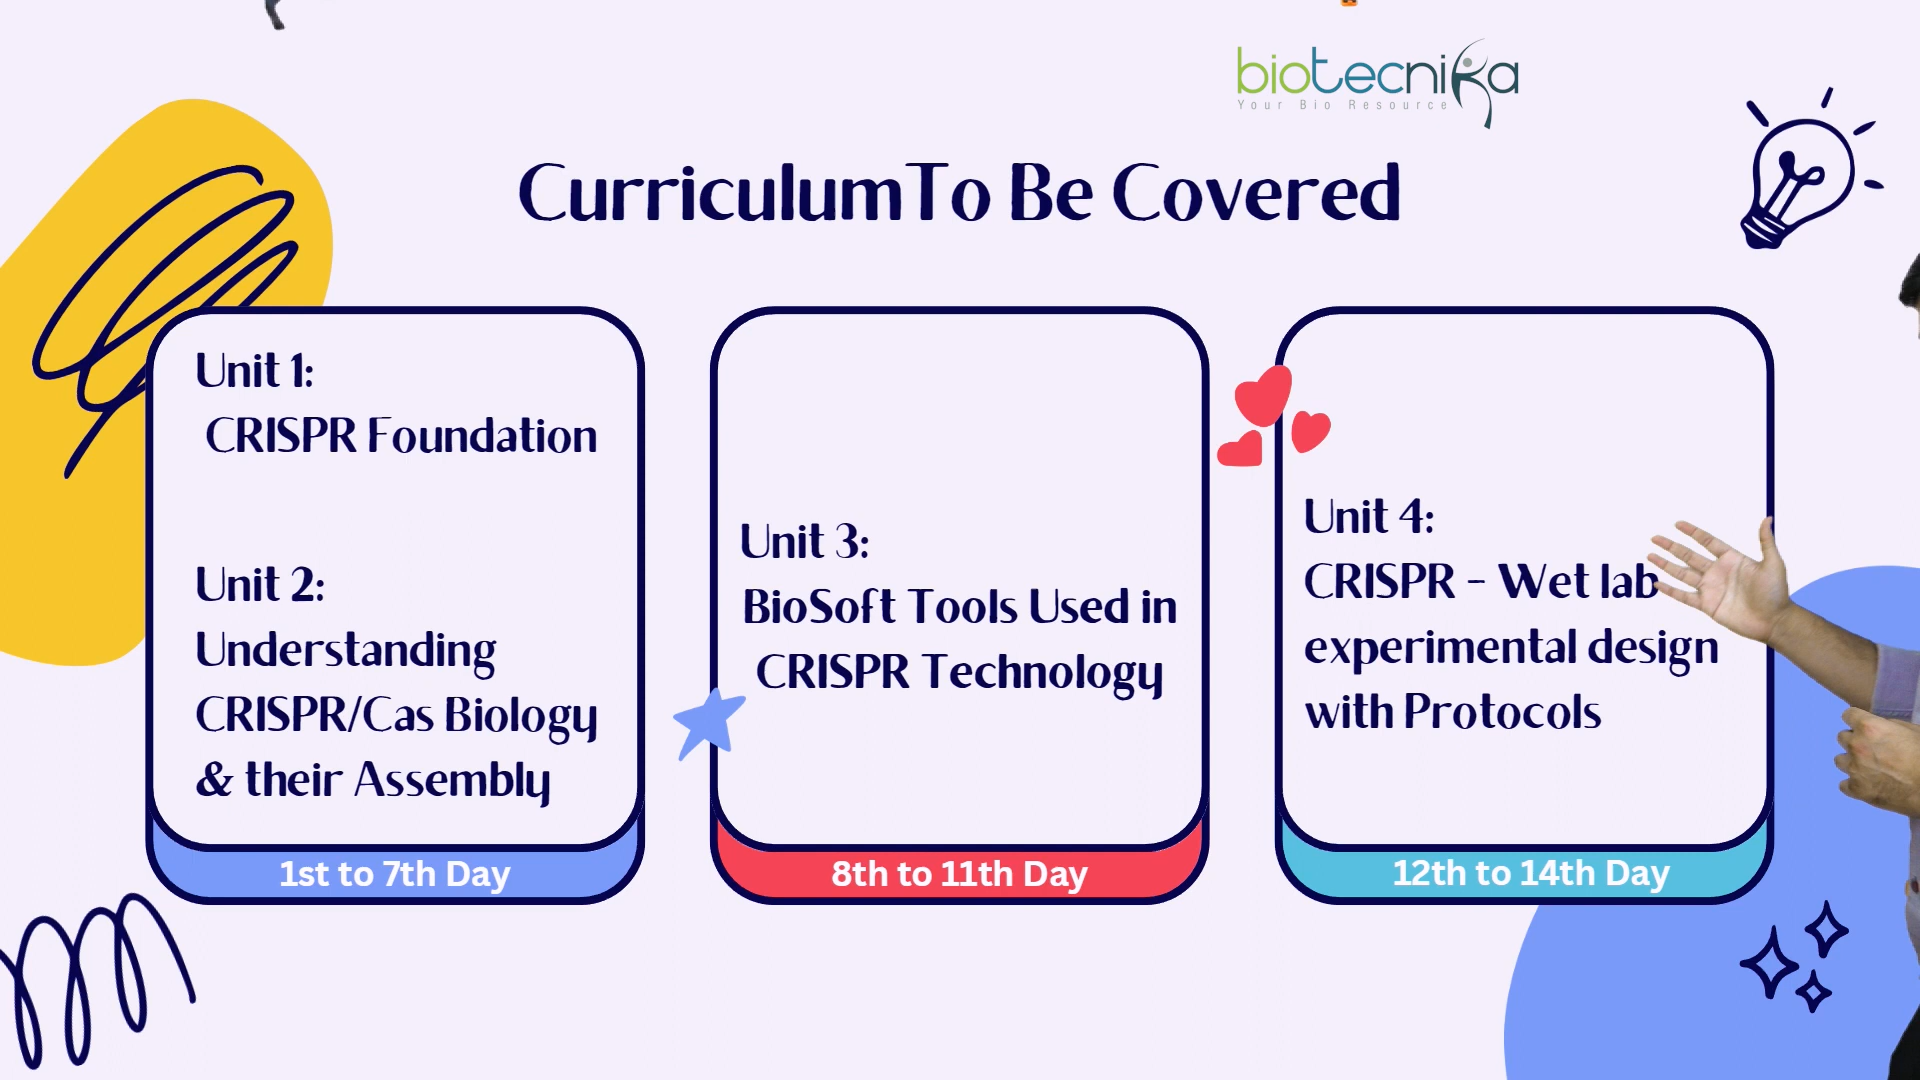 biotecnika
Your Bio Resource
CurriculumTo Be Covered
Unit 1:
CRISPR Foundation
Unit 2:
Understanding
CRISPR/Cas Biology
& their Assembly
1st to 7th Day
Unit 3:
BioSoft Tools Used in
CRISPR Technology
8th to 11th Day
Unit 4:
CRISPR - Wet lab
experimental design
with Protocols
12th to 14th Day